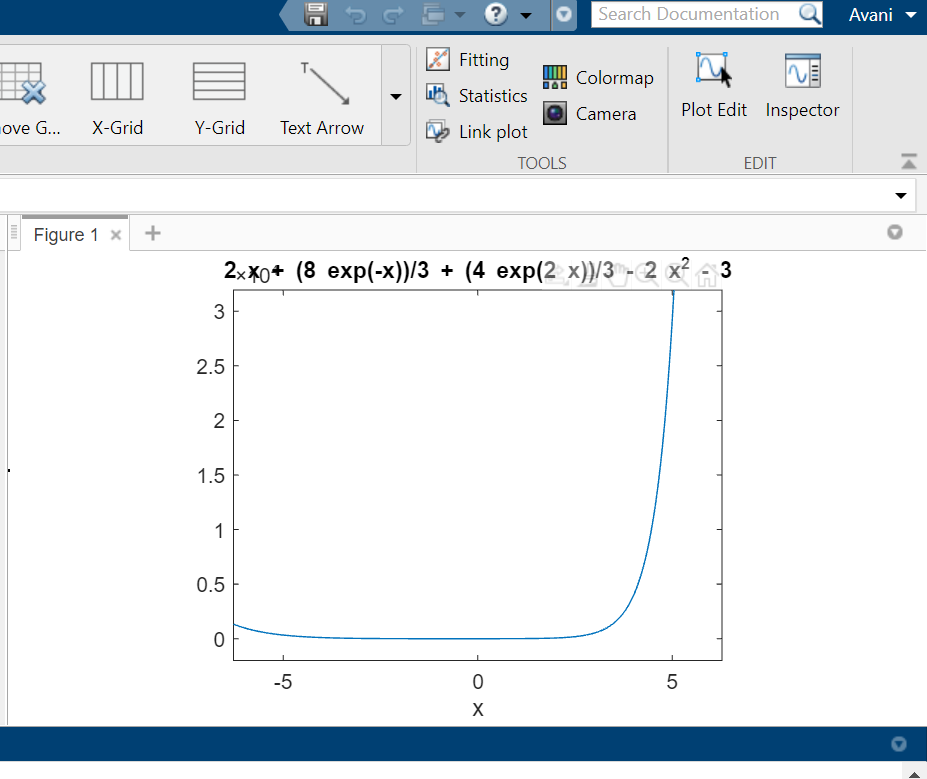 Search Documentation Avani
Fitting
Colormap
Statistics
Camera
Plot Edit Inspector
X-Grid Y-Grid Text Arrow
Link plot
TOOLS EDIT
Figure 1
2 x + (8 exp(-x))/3 + (4 exp(2 x))/3 - 2 x² - 3
3
2.5
2
1.5
1
0.5
0
-5 0 5
x